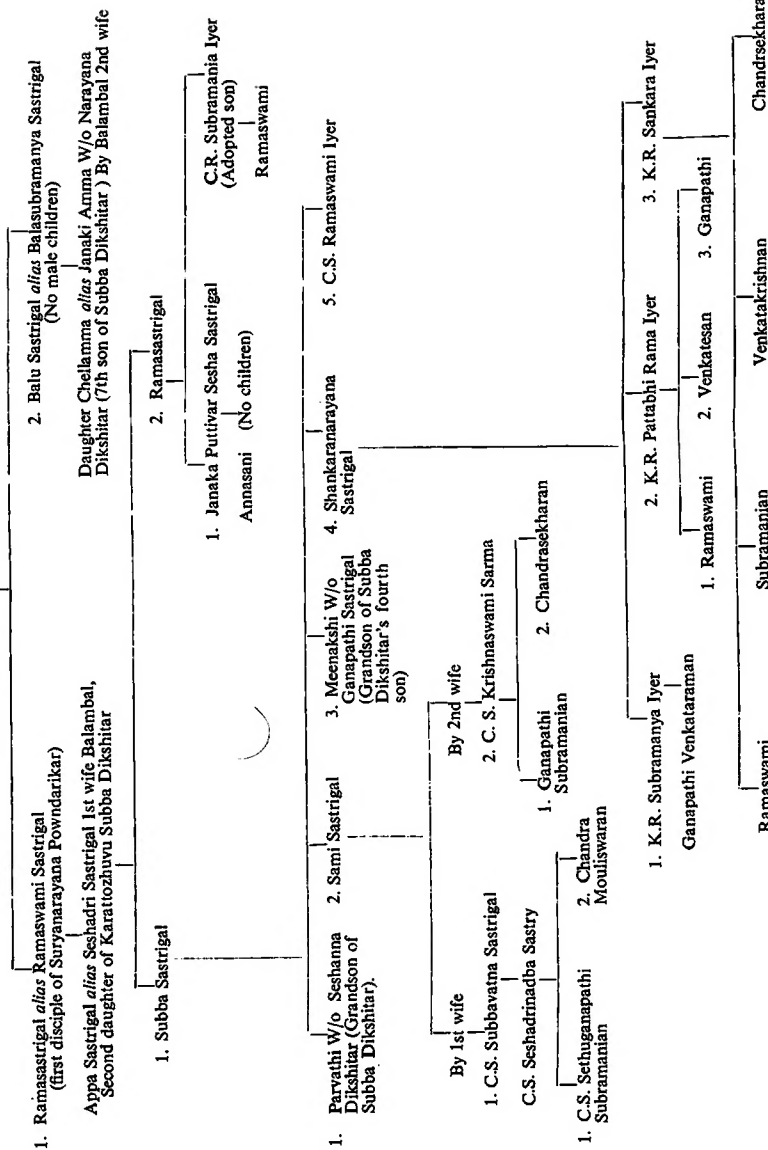 1. Ramasastrigal alias Ramaswami Sastrigal
(first disciple of Suryanarayana Powndarikar)
2. Balu Sastrigal alias Balasubramanya Sastrigal
(No male children)
Appa Sastrigal alias Seshadri Sastrigal 1st wife Balambal,
Second daughter of Karattozhuvu Subba Dikshitar
Daughter Chellamma alias Janaki Amma W/o Narayana
Dikshitar (7th son of Subba Dikshitar ) By Balambal 2nd wife
1. Subba Sastrigal
2. Ramasastrigal
1. Janaka Puttivar Sesha Sastrigal
Annasani (No children)
C.R. Subramania Iyer
(Adopted son)
Ramaswami
1. Parvathi W/o Seshanna
Dikshitar (Grandson of
Subba Dikshitar).
2. Sami Sastrigal
3. Meenakshi W/o
Ganapathi Sastrigal
(Grandson of Subba
Dikshitar's fourth
son)
4. Shankaranarayana
Sastrigal
5. C.S. Ramaswami Iyer
By 1st wife
1. C.S. Subbavatna Sastrigal
C.S. Seshadrinadba Sastry
1. C.S. Sethuganapathi
Subramanian
2. Chandra
Mouliswaran
By 2nd wife
2. C. S. Krishnaswami Sarma
1. Ganapathi
Subramanian
2. Chandrasekharan
1. K.R. Subramanya Iyer
Ganapathi Venkataraman
2. K.R. Pattabhi Rama Iyer
1. Ramaswami
2. Venkatesan
3. Ganapathi
3. K.R. Sankara Iyer
Ramaswami
Subramanian
Venkatakrishnan
Chandrsekhara